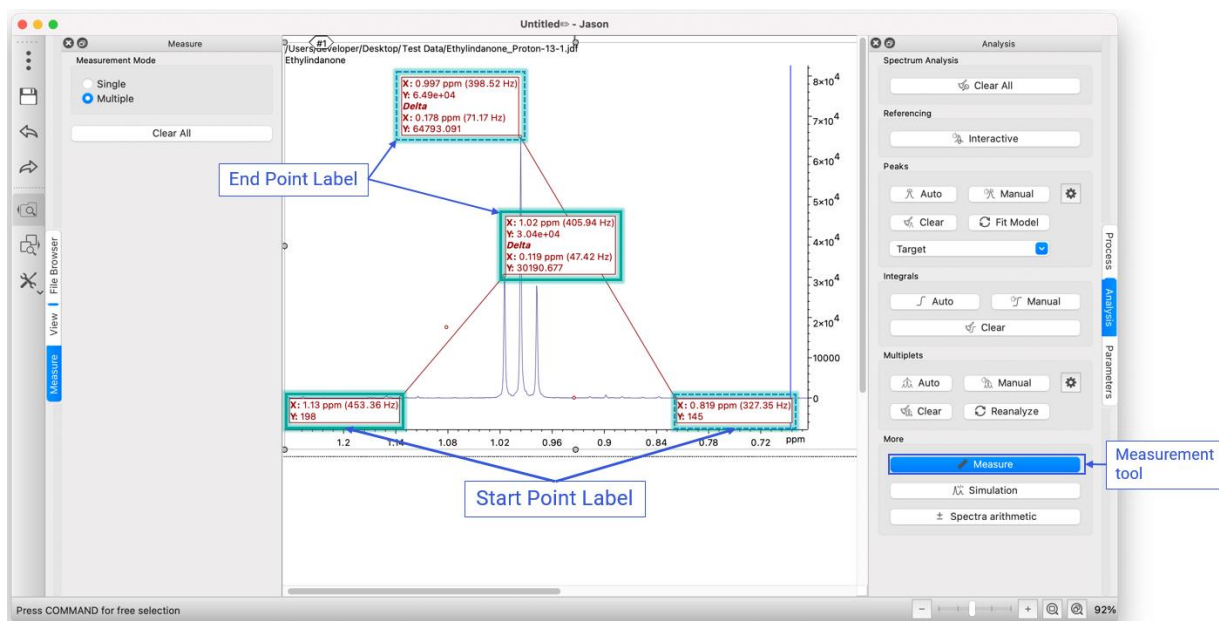 Untitled - Jason
Measure
Measurement Mode
Single
Multiple
Clear All
File Browser
View
Measure
#1
/Users/developer/Desktop/Test Data/Ethylindanone_Proton-13-1.jdf
Ethylindanone
X: 0.997 ppm (398.52 Hz)
Y: 6.49e+04
Delta
X: 0.178 ppm (71.17 Hz)
Y: 64793.091
End Point Label
X: 1.02 ppm (405.94 Hz)
Y: 3.04e+04
Delta
X: 0.119 ppm (47.42 Hz)
Y: 30190.677
X: 1.13 ppm (453.36 Hz)
Y: 198
X: 0.819 ppm (327.35 Hz)
Y: 145
8×10⁴
7×10⁴
6×10⁴
5×10⁴
4×10⁴
3×10⁴
2×10⁴
10000
0
1.2 1.14 1.08 1.02 0.96 0.9 0.84 0.78 0.72 ppm
Start Point Label
Analysis
Spectrum Analysis
Clear All
Referencing
Interactive
Peaks
Auto Manual
Clear Fit Model
Target
Integrals
Auto Manual
Clear
Multiplets
Auto Manual
Clear Reanalyze
More
Measure
Simulation
± Spectra arithmetic
Process
Analysis
Parameters
Measurement
tool
Press COMMAND for free selection
92%